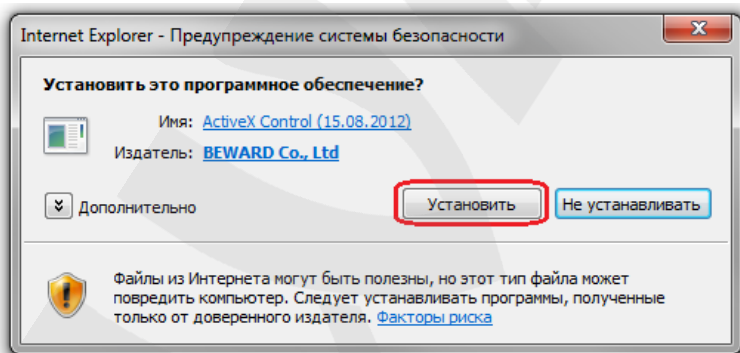 Internet Explorer - Предупреждение системы безопасности
Установить это программное обеспечение?
Имя: ActiveX Control (15.08.2012)
Издатель: BEWARD Co., Ltd
Дополнительно
Установить
Не устанавливать
Файлы из Интернета могут быть полезны, но этот тип файла может
повредить компьютер. Следует устанавливать программы, полученные
только от доверенного издателя. Факторы риска